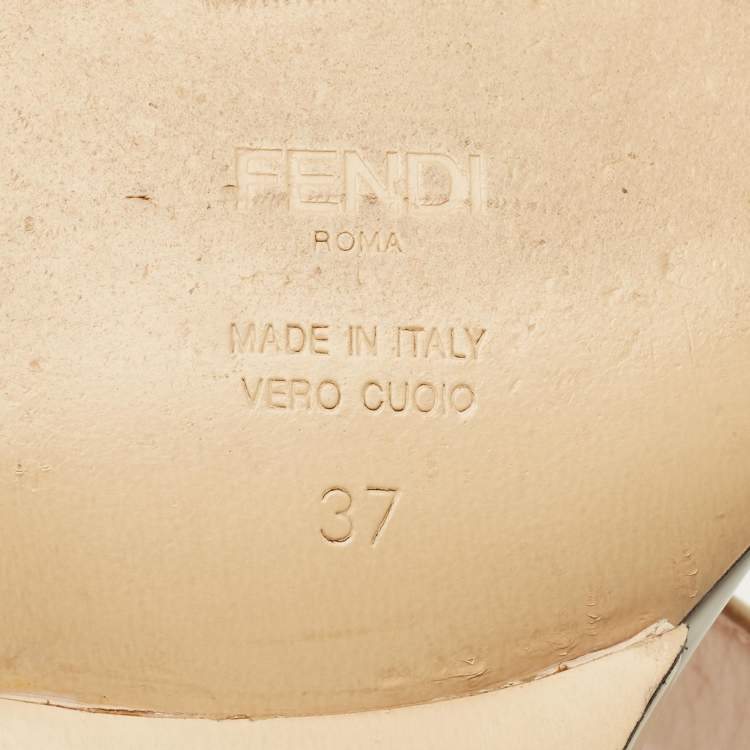 FENDI
ROMA
MADE IN ITALY
VERO CUOIO
37